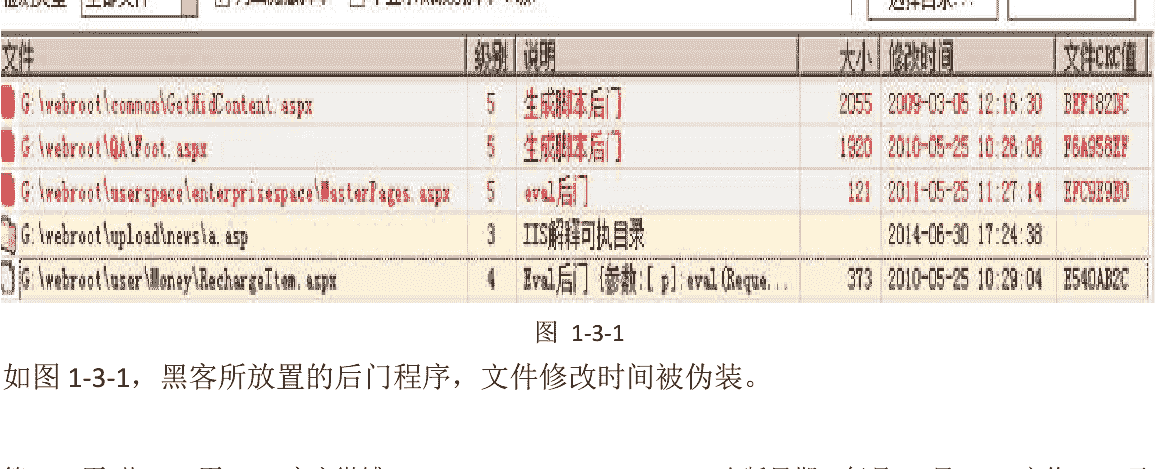 文件 级别 说明 大小 修改时间 文件CRC值
G:\webroot\common\GetKidContent.aspx 5 生成脚本后门 2055 2009-03-05 12:16:30 BEF182DC
G:\webroot\QA\Foot.aspx 5 生成脚本后门 1920 2010-05-25 10:28:08 F6A958EF
G:\webroot\userspace\enterprisespace\MasterPages.aspx 5 eval后门 121 2011-05-25 11:27:14 EFC9E9E0
G:\webroot\upload\news\a.asp 3 IIS解释可执目录 2014-06-30 17:24:38
G:\webroot\user\Money\RechargeItem.aspx 4 Eval后门 {参数:[ p]:eval(Reque... 373 2010-05-25 10:29:04 E540AB2C
图 1-3-1
如图 1-3-1，黑客所放置的后门程序，文件修改时间被伪装。